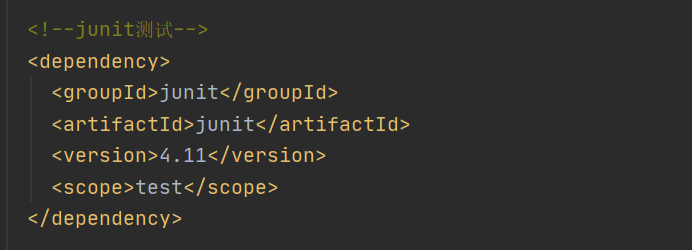 <!--junit测试-->
<dependency>
<groupId>junit</groupId>
<artifactId>junit</artifactId>
<version>4.11</version>
<scope>test</scope>
</dependency>